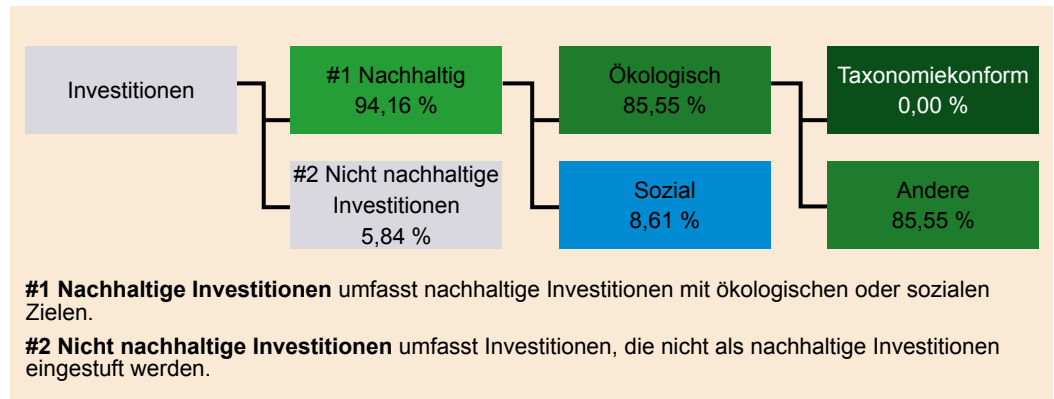 Investitionen
#1 Nachhaltig
94,16 %
Ökologisch
85,55 %
Taxonomiekonform
0,00 %
#2 Nicht nachhaltige
Investitionen
5,84 %
Sozial
8,61 %
Andere
85,55 %
#1 Nachhaltige Investitionen umfasst nachhaltige Investitionen mit ökologischen oder sozialen
Zielen.
#2 Nicht nachhaltige Investitionen umfasst Investitionen, die nicht als nachhaltige Investitionen
eingestuft werden.